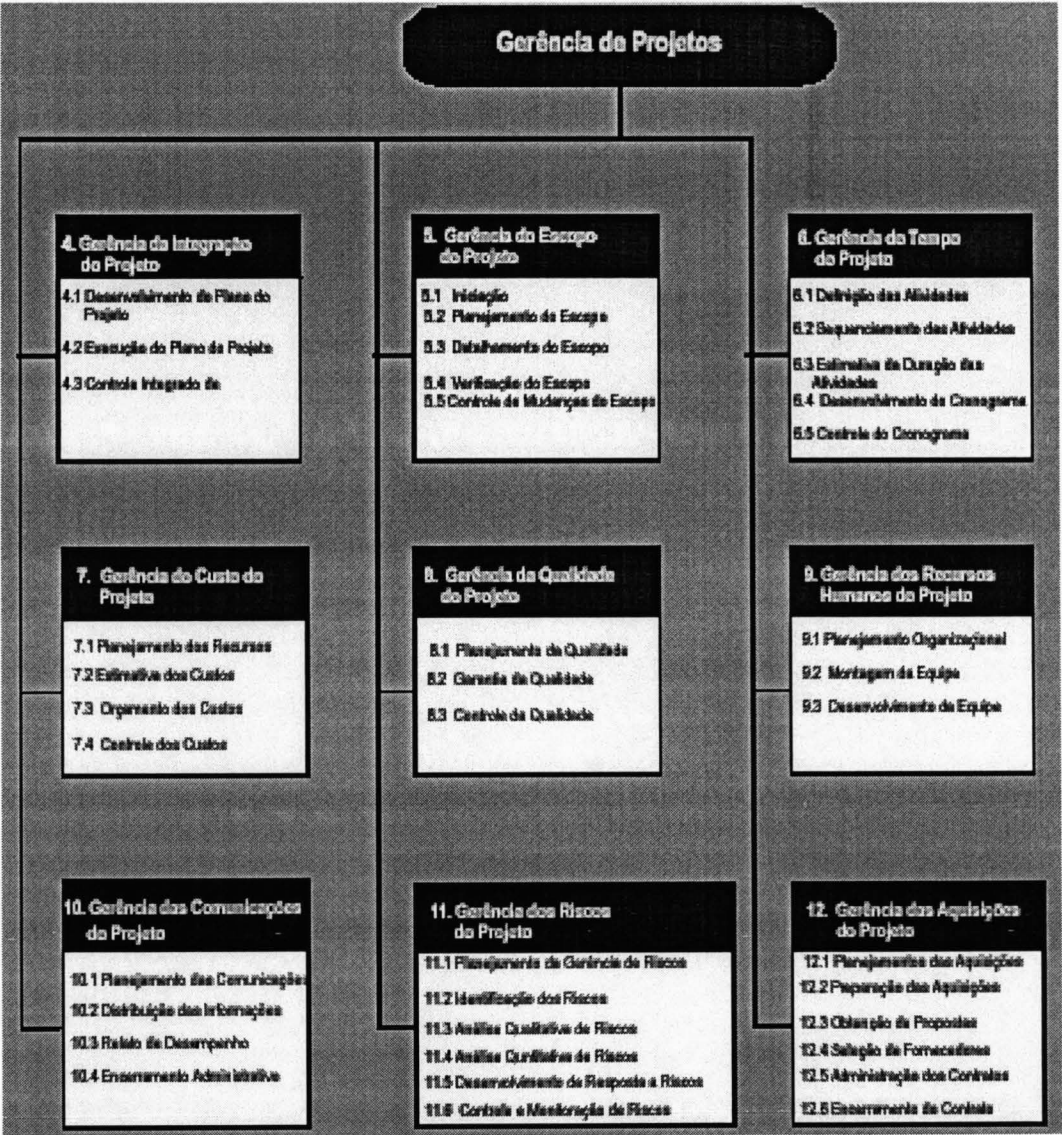 Gerência de Projetos
4. Gerência de Integração
do Projeto
4.1 Desenvolvimento do Plano do
Projeto
4.2 Execução do Plano do Projeto
4.3 Controle Integrado de
5. Gerência do Escopo
do Projeto
5.1 Iniciação
5.2 Planejamento do Escopo
5.3 Detalhamento do Escopo
5.4 Verificação do Escopo
5.5 Controle de Mudanças do Escopo
6. Gerência do Tempo
do Projeto
6.1 Definição das Atividades
6.2 Sequenciamento das Atividades
6.3 Estimativa da Duração das
Atividades
6.4 Desenvolvimento do Cronograma
6.5 Controle do Cronograma
7. Gerência do Custo do
Projeto
7.1 Planejamento dos Recursos
7.2 Estimativa dos Custos
7.3 Orçamento dos Custos
7.4 Controle dos Custos
8. Gerência da Qualidade
do Projeto
8.1 Planejamento da Qualidade
8.2 Garantia da Qualidade
8.3 Controle da Qualidade
9. Gerência dos Recursos
Humanos do Projeto
9.1 Planejamento Organizacional
9.2 Montagem da Equipe
9.3 Desenvolvimento da Equipe
10. Gerência das Comunicações
do Projeto
10.1 Planejamento das Comunicações
10.2 Distribuição das Informações
10.3 Relato de Desempenho
10.4 Encerramento Administrativo
11. Gerência dos Riscos
do Projeto
11.1 Planejamento da Gerência de Riscos
11.2 Identificação dos Riscos
11.3 Análise Qualitativa de Riscos
11.4 Análise Quntitativa de Riscos
11.5 Desenvolvimento de Resposta a Riscos
11.6 Controle e Monitoração de Riscos
12. Gerência das Aquisições
do Projeto
12.1 Planejamentos das Aquisições
12.2 Preparação das Aquisições
12.3 Obtenção de Propostas
12.4 Seleção de Fornecedores
12.5 Administração dos Contratos
12.6 Encerramento do Contrato